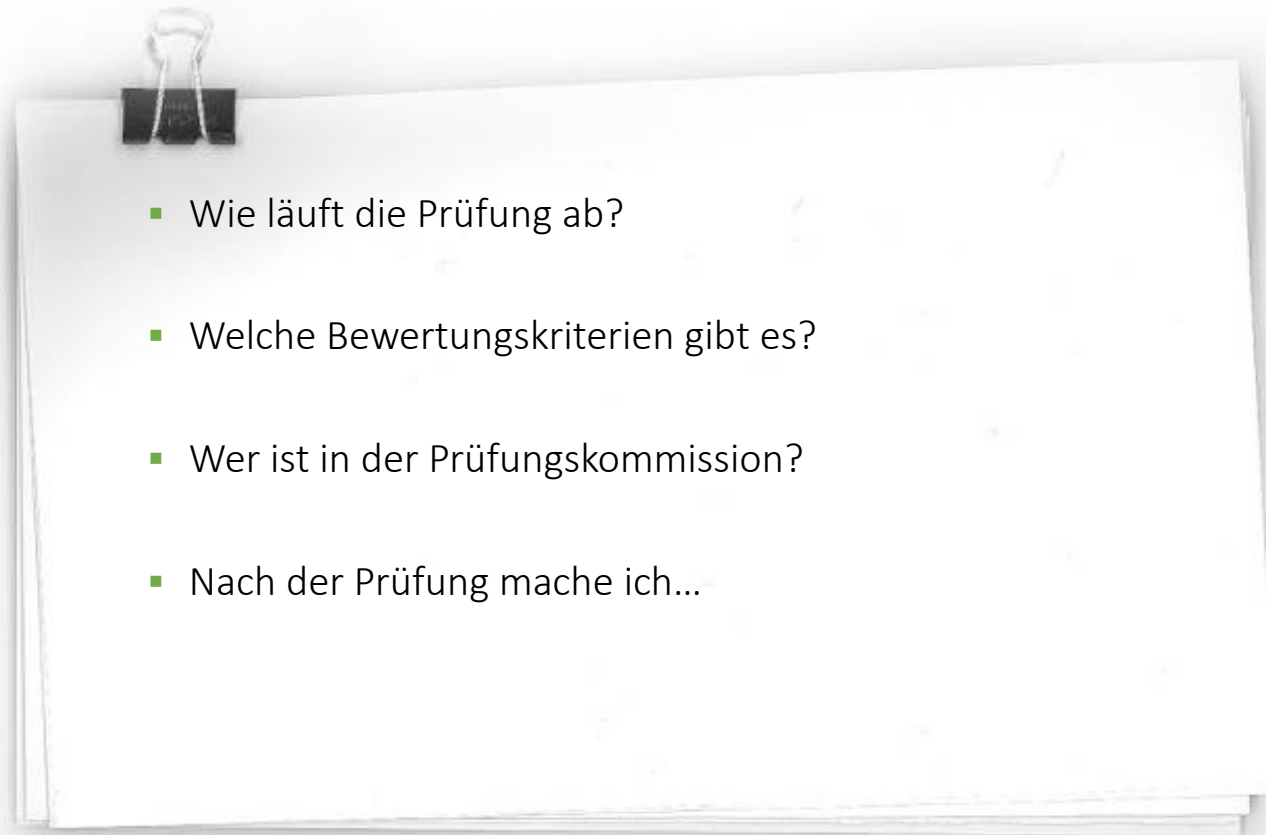 ▪ Wie läuft die Prüfung ab?
▪ Welche Bewertungskriterien gibt es?
▪ Wer ist in der Prüfungskommission?
▪ Nach der Prüfung mache ich...